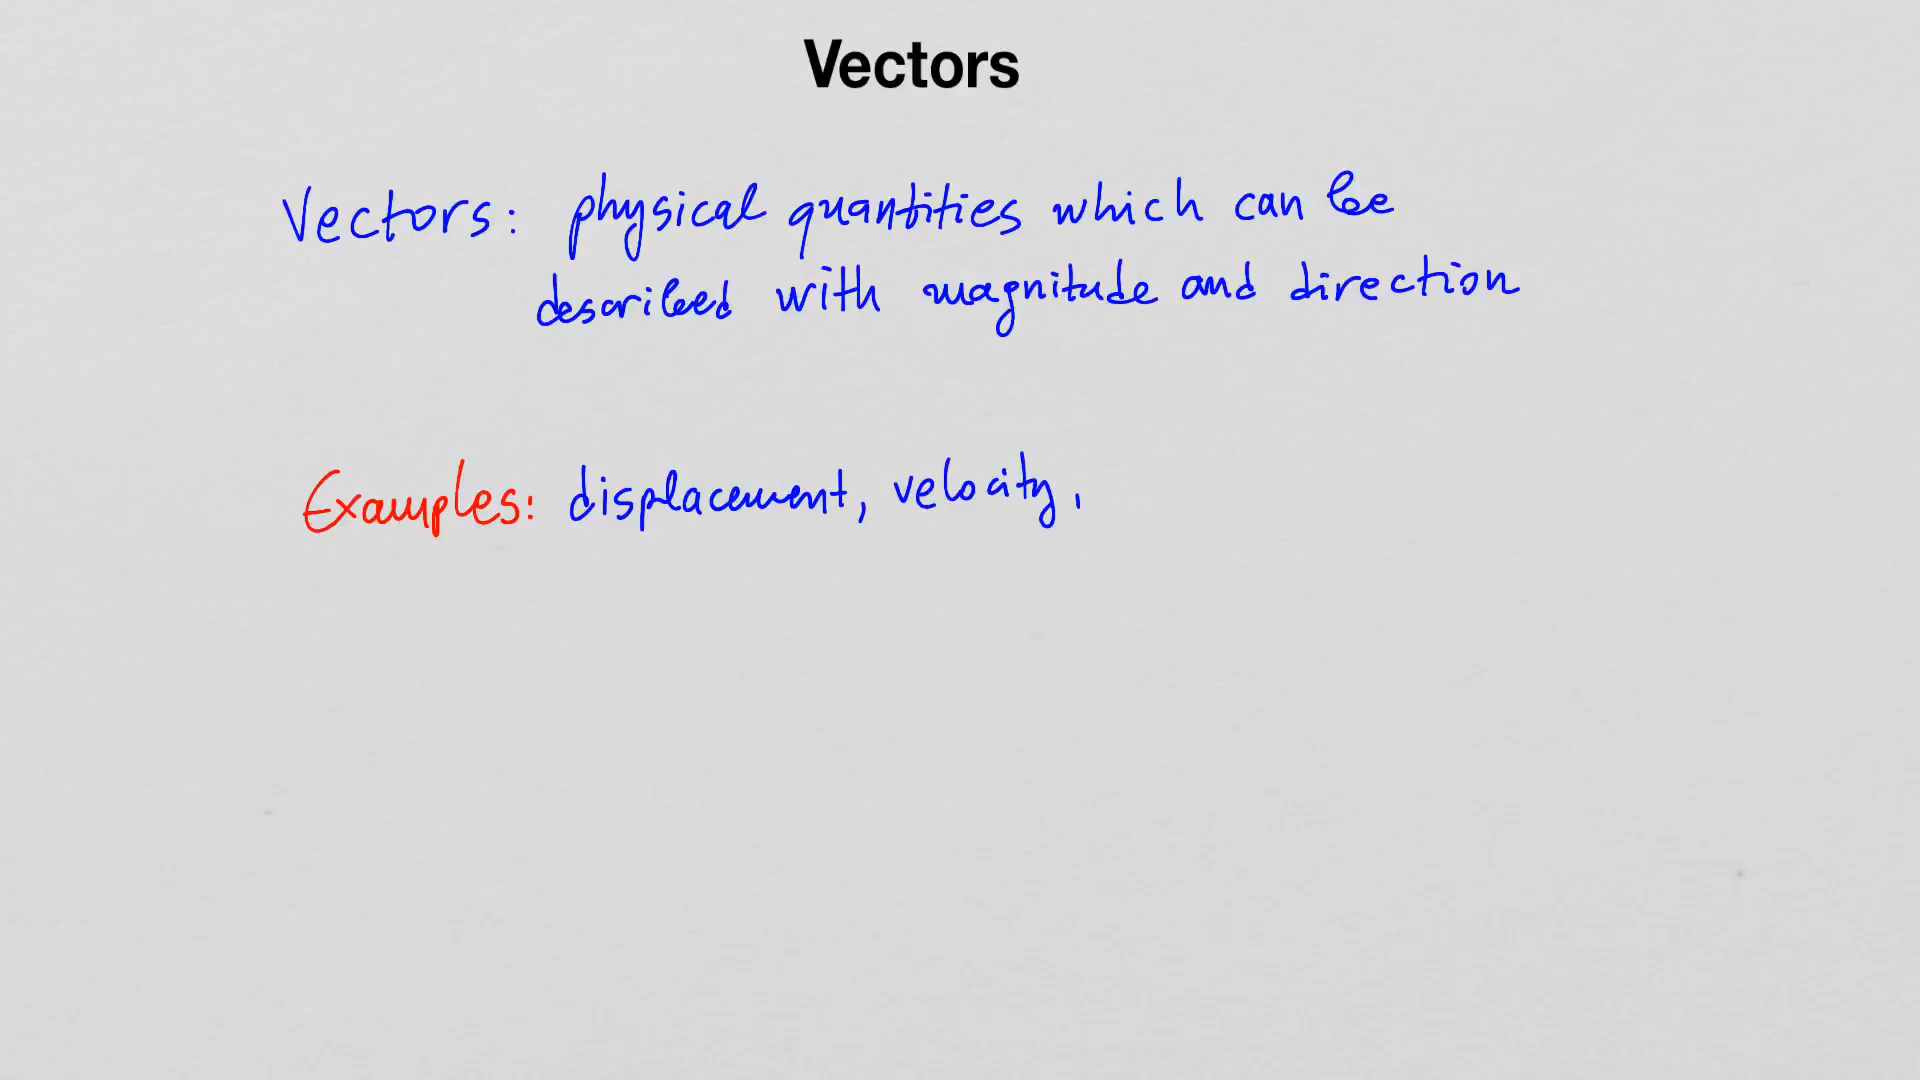 Vectors
Vectors: physical quantities which can be
described with magnitude and direction
Examples: displacement, velocity,